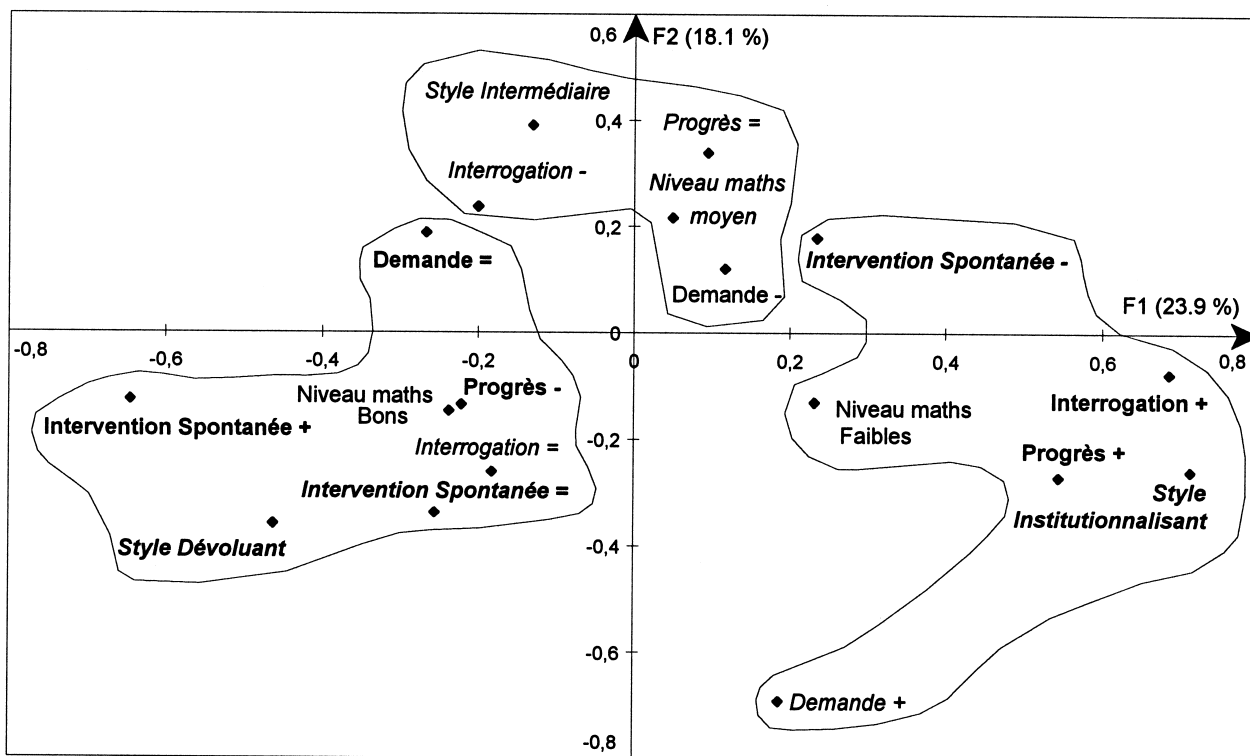 0,6
F2 (18.1 %)
Style Intermédiaire
0,4
Progrès =
Interrogation -
Niveau maths
moyen
0,2
Demande =
Intervention Spontanée -
Demande -
F1 (23.9 %)
0
-0,8
-0,6
-0,4
-0,2
0
0,2
0,4
0,6
0,8
Niveau maths
Bons
Progrès -
Intervention Spontanée +
Niveau maths
Faibles
Interrogation +
-0,2
Interrogation =
Progrès +
Intervention Spontanée =
Style
Institutionnalisant
-0,4
Style Dévoluant
-0,6
Demande +
-0,8